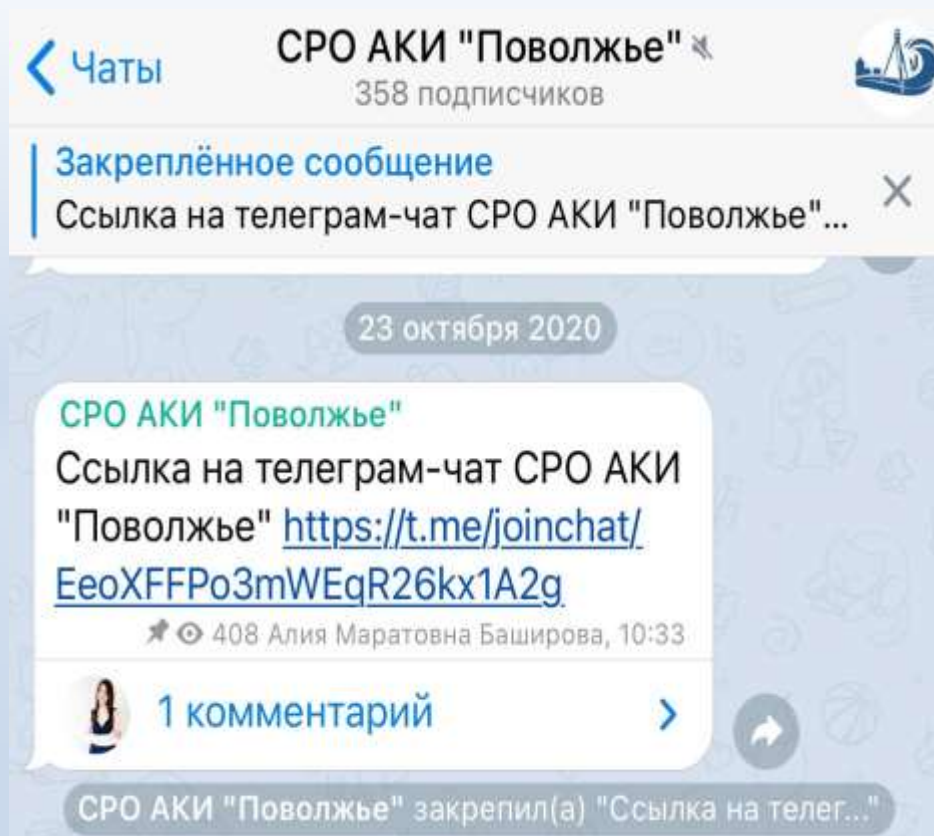 Чаты
СРО АКИ "Поволжье"
358 подписчиков
Закреплённое сообщение
Ссылка на телеграм-чат СРО АКИ "Поволжье"...
23 октября 2020
СРО АКИ "Поволжье"
Ссылка на телеграм-чат СРО АКИ
"Поволжье" https://t.me/joinchat/
EeoXFFPo3mWEqR26kx1A2g
408 Алия Маратовна Баширова, 10:33
1 комментарий
СРО АКИ "Поволжье" закрепил(а) "Ссылка на телег..."